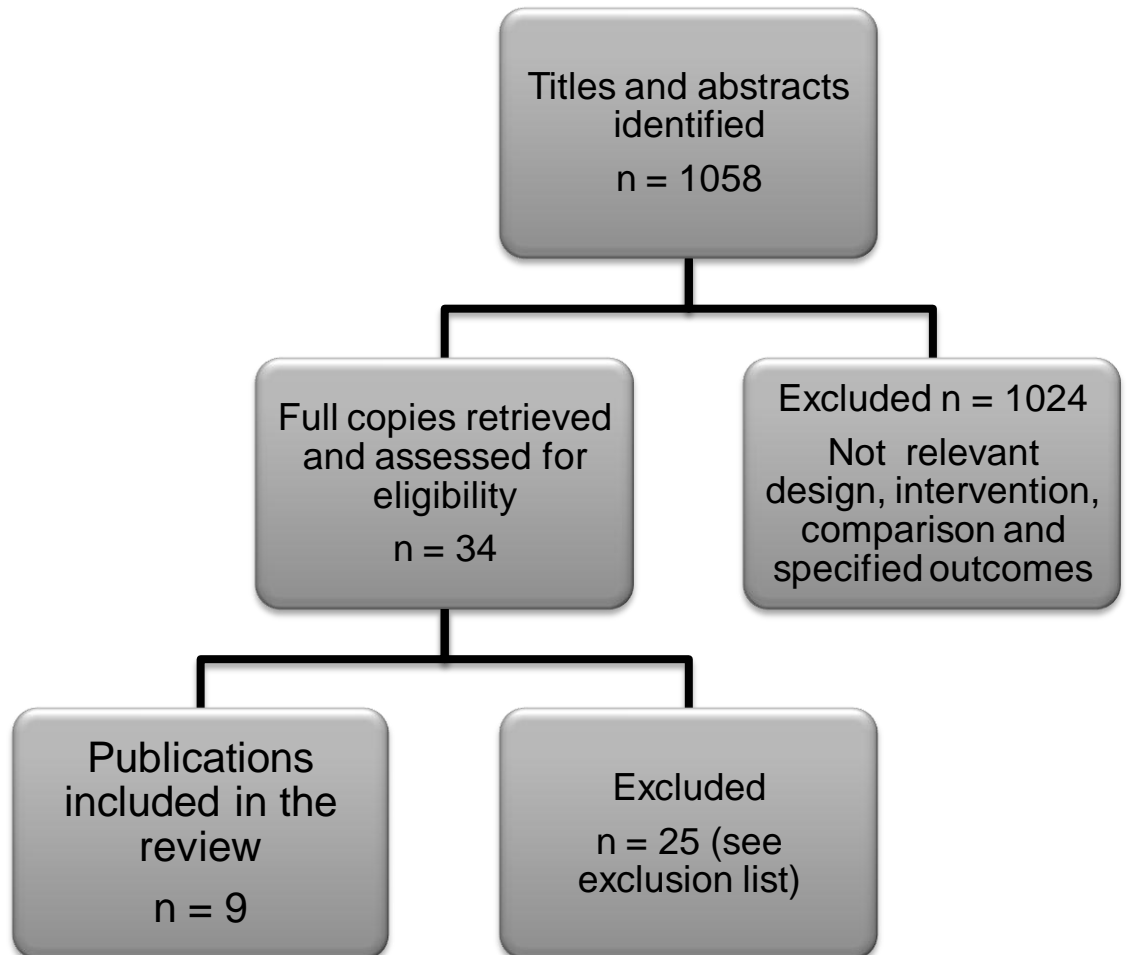 Titles and abstracts
identified
n = 1058
Full copies retrieved
and assessed for
eligibility
n = 34
Excluded n = 1024
Not relevant
design, intervention,
comparison and
specified outcomes
Publications
included in the
review
n = 9
Excluded
n = 25 (see
exclusion list)